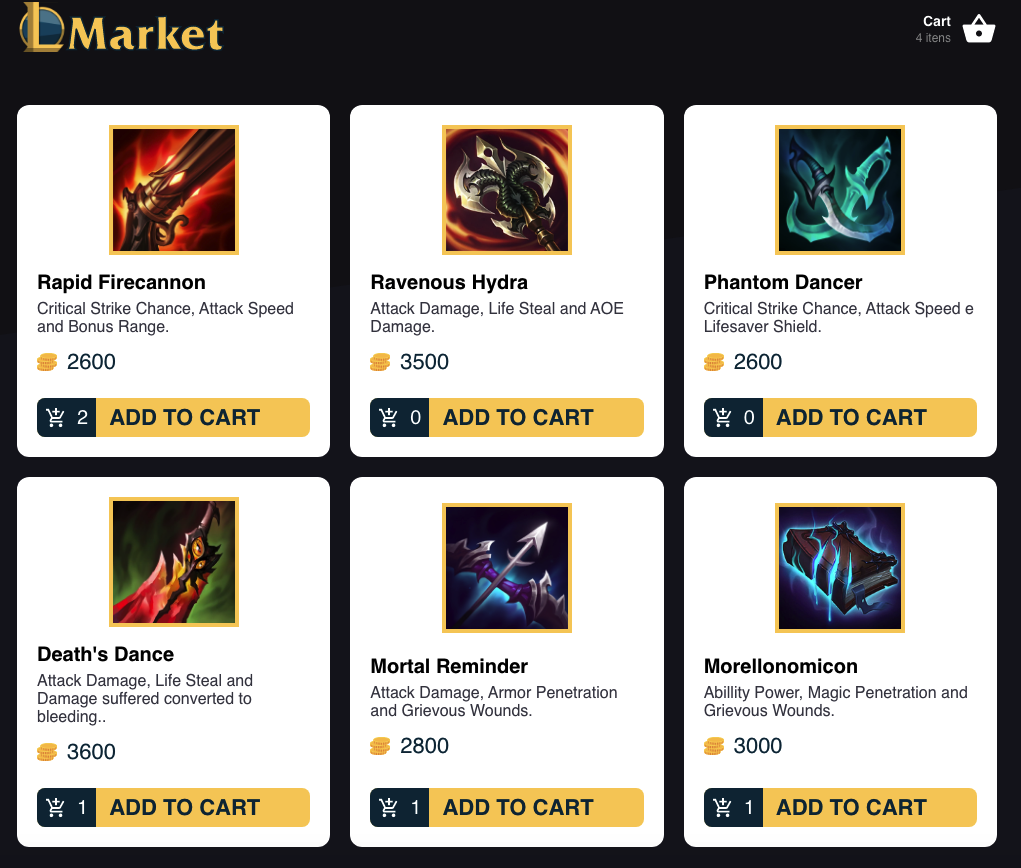 LMarket
Cart
4 itens
Rapid Firecannon
Critical Strike Chance, Attack Speed
and Bonus Range.
2600
2 ADD TO CART
Ravenous Hydra
Attack Damage, Life Steal and AOE
Damage.
3500
0 ADD TO CART
Phantom Dancer
Critical Strike Chance, Attack Speed e
Lifesaver Shield.
2600
0 ADD TO CART
Death's Dance
Attack Damage, Life Steal and
Damage suffered converted to
bleeding..
3600
1 ADD TO CART
Mortal Reminder
Attack Damage, Armor Penetration
and Grievous Wounds.
2800
1 ADD TO CART
Morellonomicon
Abillity Power, Magic Penetration and
Grievous Wounds.
3000
1 ADD TO CART